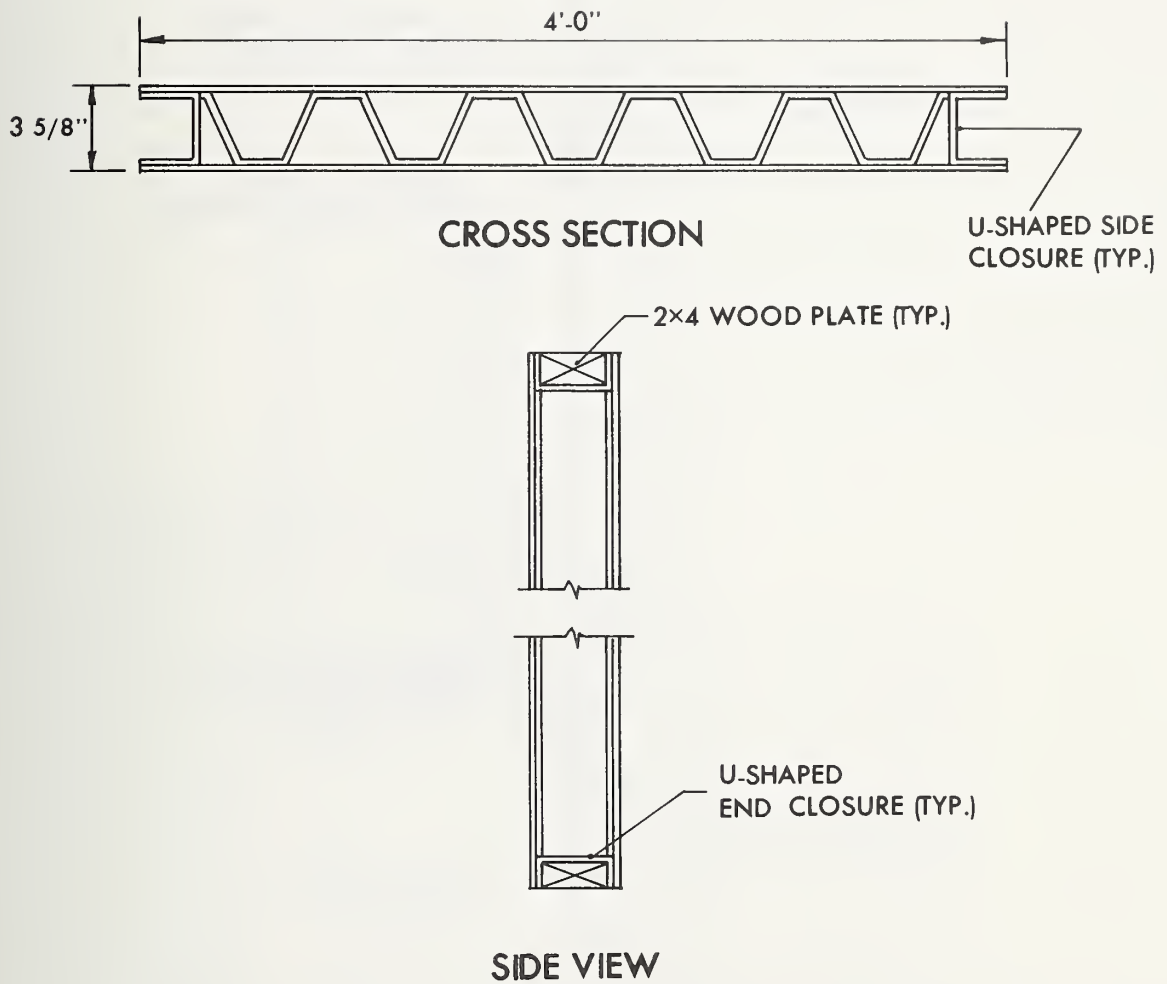 4'-0"
3 5/8"
CROSS SECTION
U-SHAPED SIDE
CLOSURE (TYP.)
2×4 WOOD PLATE (TYP.)
U-SHAPED
END CLOSURE (TYP.)
SIDE VIEW